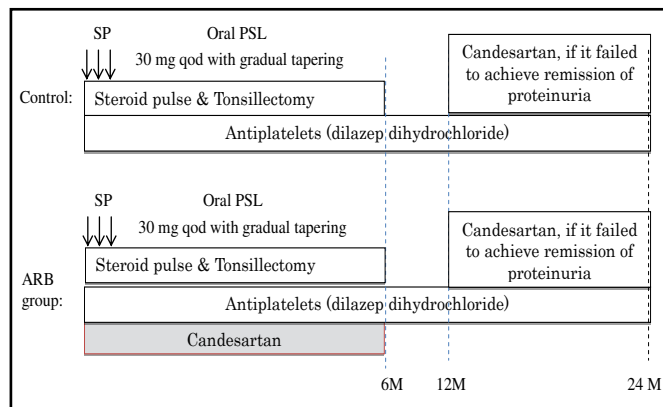 SP
Oral PSL
30 mg qod with gradual tapering
Candesartan, if it failed
to achieve remission of
proteinuria
Control:
Steroid pulse & Tonsillectomy
Antiplatelets (dilazep dihydrochloride)
SP
Oral PSL
30 mg qod with gradual tapering
Candesartan, if it failed
to achieve remission of
proteinuria
ARB
group:
Steroid pulse & Tonsillectomy
Antiplatelets (dilazep dihydrochloride)
Candesartan
6M
12M
24 M